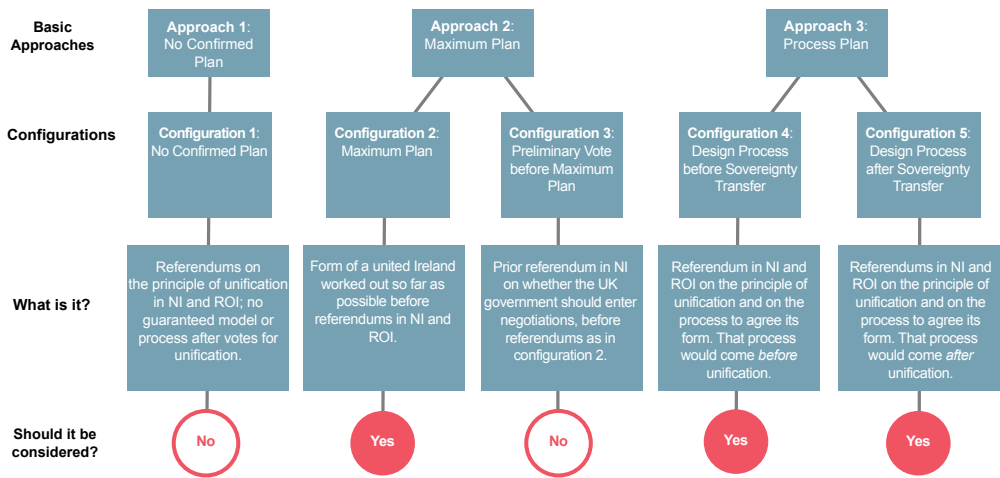 Basic
Approaches
Approach 1:
No Confirmed
Plan
Approach 2:
Maximum Plan
Approach 3:
Process Plan
Configurations
Configuration 1:
No Confirmed Plan
Configuration 2:
Maximum Plan
Configuration 3:
Preliminary Vote
before Maximum
Plan
Configuration 4:
Design Process
before Sovereignty
Transfer
Configuration 5:
Design Process
after Sovereignty
Transfer
What is it?
Referendums on
the principle of unification
in NI and ROI; no
guaranteed model or
process after votes for
unification.
Form of a united Ireland
worked out so far as
possible before
referendums in NI and
ROI.
Prior referendum in NI
on whether the UK
government should enter
negotiations, before
referendums as in
configuration 2.
Referendum in NI and
ROI on the principle of
unification and on the
process to agree its
form. That process
would come before
unification.
Referendums in NI and
ROI on the principle of
unification and on the
process to agree its
form. That process
would come after
unification.
Should it be
considered?
No
Yes
No
Yes
Yes